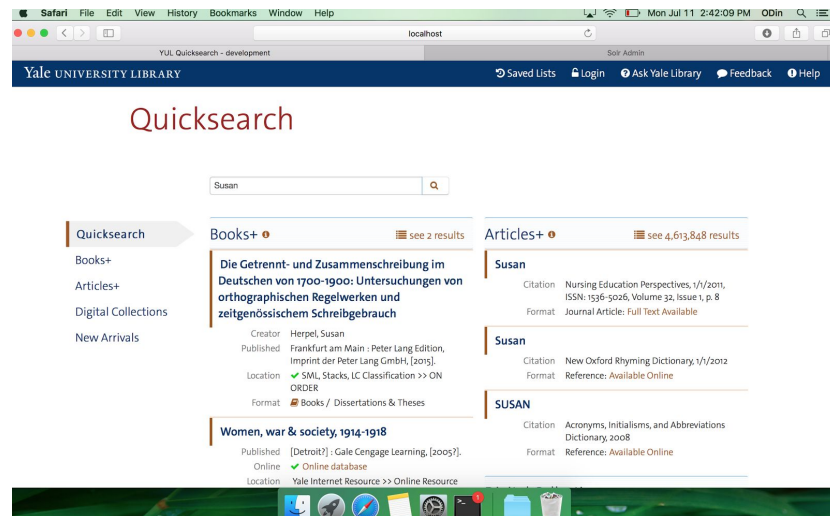 Safari File Edit View History Bookmarks Window Help Mon Jul 11 2:42:09 PM ODin
localhost
YUL Quicksearch - development Solr Admin
Yale UNIVERSITY LIBRARY Saved Lists Login Ask Yale Library Feedback Help
Quicksearch
Susan
Quicksearch
Books+
Articles+
Digital Collections
New Arrivals
Books+ see 2 results
Die Getrennt- und Zusammenschreibung im
Deutschen von 1700-1900: Untersuchungen von
orthographischen Regelwerken und
zeitgenössischem Schreibgebrauch
Creator Herpel, Susan
Published Frankfurt am Main : Peter Lang Edition,
Imprint der Peter Lang GmbH, [2015].
Location SML, Stacks, LC Classification >> ON
ORDER
Format Books / Dissertations & Theses
Women, war & society, 1914-1918
Published [Detroit?] : Gale Cengage Learning, [2005?].
Online Online database
Location Yale Internet Resource >> Online Resource
Articles+ see 4,613,848 results
Susan
Citation Nursing Education Perspectives, 1/1/2011,
ISSN: 1536-5026, Volume 32, Issue 1, p. 8
Format Journal Article: Full Text Available
Susan
Citation New Oxford Rhyming Dictionary, 1/1/2012
Format Reference: Available Online
SUSAN
Citation Acronyms, Initialisms, and Abbreviations
Dictionary, 2008
Format Reference: Available Online
1